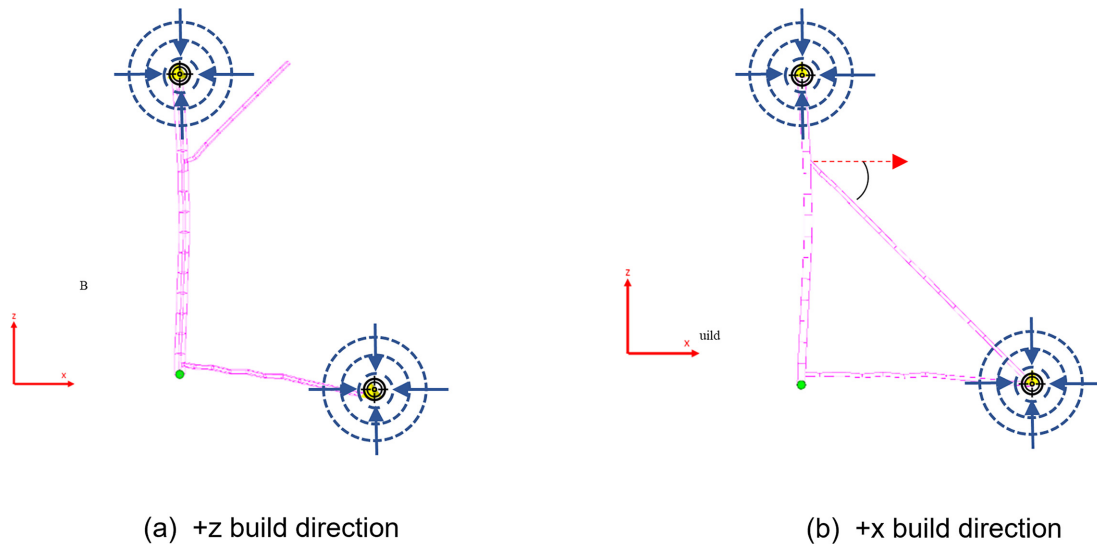 z
x
B
z
x
uild
(a) +z build direction
(b) +x build direction